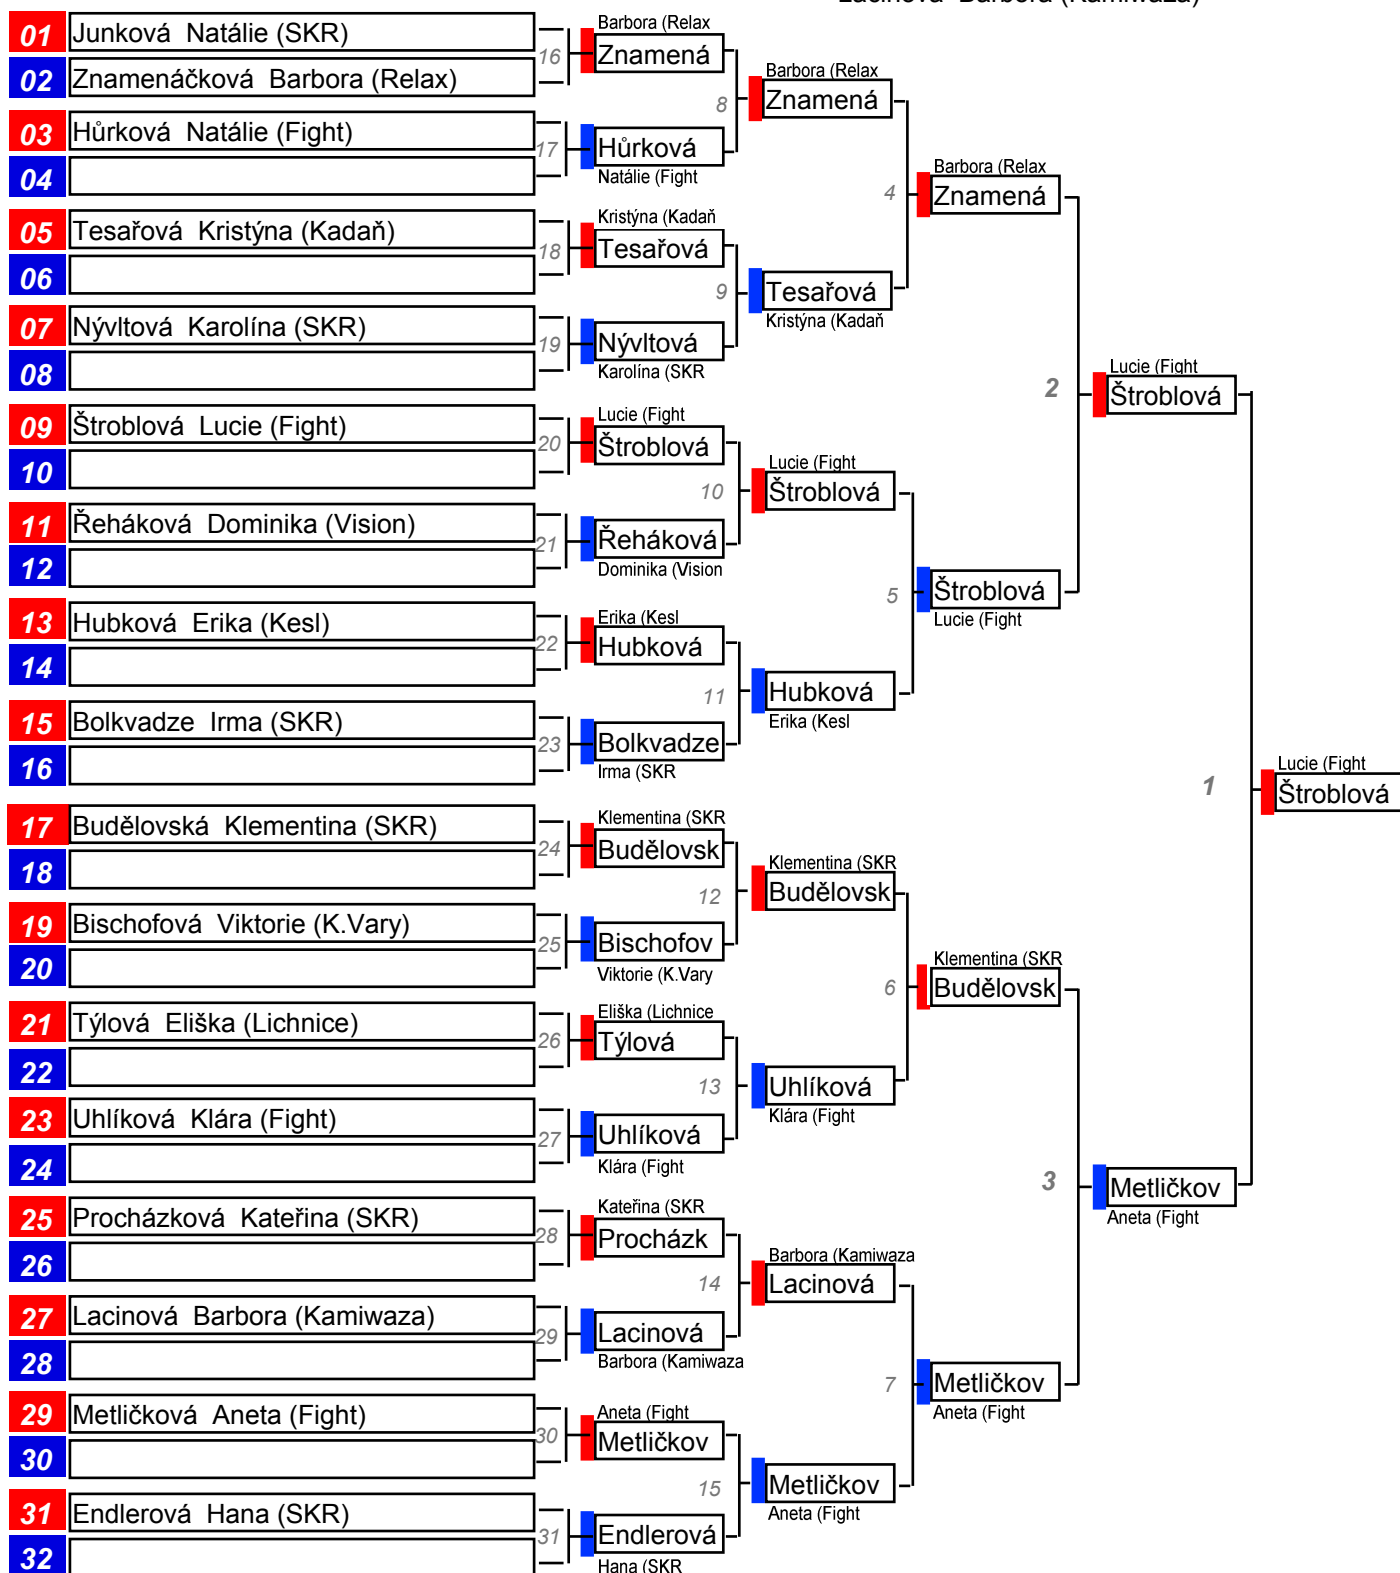 01 Junková Natálie (SKR)
02 Znamenáčková Barbora (Relax)
03 Hůrková Natálie (Fight)
04
05 Tesařová Kristýna (Kadaň)
06
07 Nývltová Karolína (SKR)
08
09 Štroblová Lucie (Fight)
10
11 Řeháková Dominika (Vision)
12
13 Hubková Erika (Kesl)
14
15 Bolkvadze Irma (SKR)
16
17 Budělovská Klementina (SKR)
18
19 Bischofová Viktorie (K.Vary)
20
21 Týlová Eliška (Lichnice)
22
23 Uhlíková Klára (Fight)
24
25 Procházková Kateřina (SKR)
26
27 Lacinová Barbora (Kamiwaza)
28
29 Metličková Aneta (Fight)
30
31 Endlerová Hana (SKR)
32
16
Barbora (Relax
Znamená
17
Hůrková
Natálie (Fight
18
Kristýna (Kadaň
Tesařová
19
Nývltová
Karolína (SKR
20
Lucie (Fight
Štroblová
21
Řeháková
Dominika (Vision
22
Erika (Kesl
Hubková
23
Bolkvadze
Irma (SKR
24
Klementina (SKR
Budělovsk
25
Bischofov
Viktorie (K.Vary
26
Eliška (Lichnice
Týlová
27
Uhlíková
Klára (Fight
28
Kateřina (SKR
Procházk
29
Lacinová
Barbora (Kamiwaza
30
Aneta (Fight
Metličkov
31
Endlerová
Hana (SKR
8
Barbora (Relax
Znamená
9
Tesařová
Kristýna (Kadaň
10
Lucie (Fight
Štroblová
11
Hubková
Erika (Kesl
12
Klementina (SKR
Budělovsk
13
Uhlíková
Klára (Fight
14
Barbora (Kamiwaza
Lacinová
15
Metličkov
Aneta (Fight
4
Barbora (Relax
Znamená
5
Štroblová
Lucie (Fight
6
Klementina (SKR
Budělovsk
7
Metličkov
Aneta (Fight
2
Lucie (Fight
Štroblová
3
Metličkov
Aneta (Fight
1
Lucie (Fight
Štroblová
Lacinová Barbora (Kamiwaza)